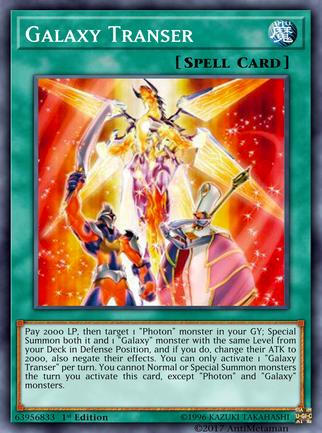 Galaxy Transer
[Spell Card]
Pay 2000 LP, then target 1 "Photon" monster in your GY; Special
Summon both it and 1 "Galaxy" monster with the same Level from
your Deck in Defense Position, and if you do, change their ATK to
2000, also negate their effects. You can only activate 1 "Galaxy
Transer" per turn. You cannot Normal or Special Summon monsters
the turn you activate this card, except "Photon" and "Galaxy"
monsters.
63956833 1st Edition ©1996 KAZUKI TAKAHASHI
©2017 AntiMetaman